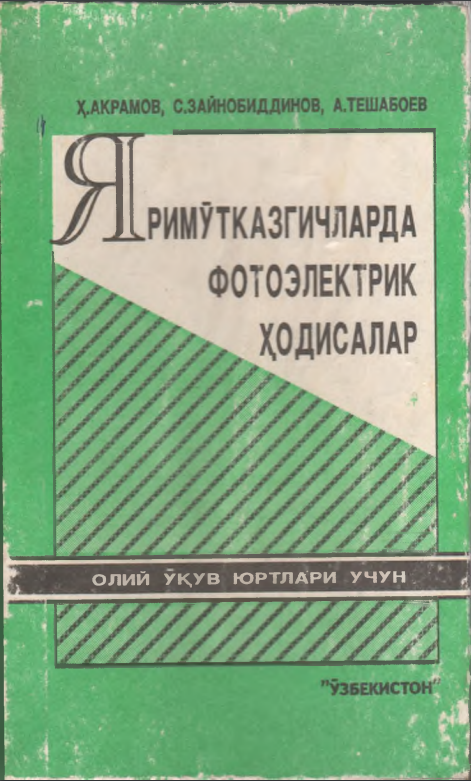 Ҳ.АКРАМОВ, С.ЗАЙНОБИДДИНОВ, А.ТЕШАБОЕВ
ЯРИМЎТКАЗГИЧЛАРДА
ФОТОЭЛЕКТРИК
ҲОДИСАЛАР
ОЛИЙ ЎҚУВ ЮРТЛАРИ УЧУН
"ЎЗБЕКИСТОН"